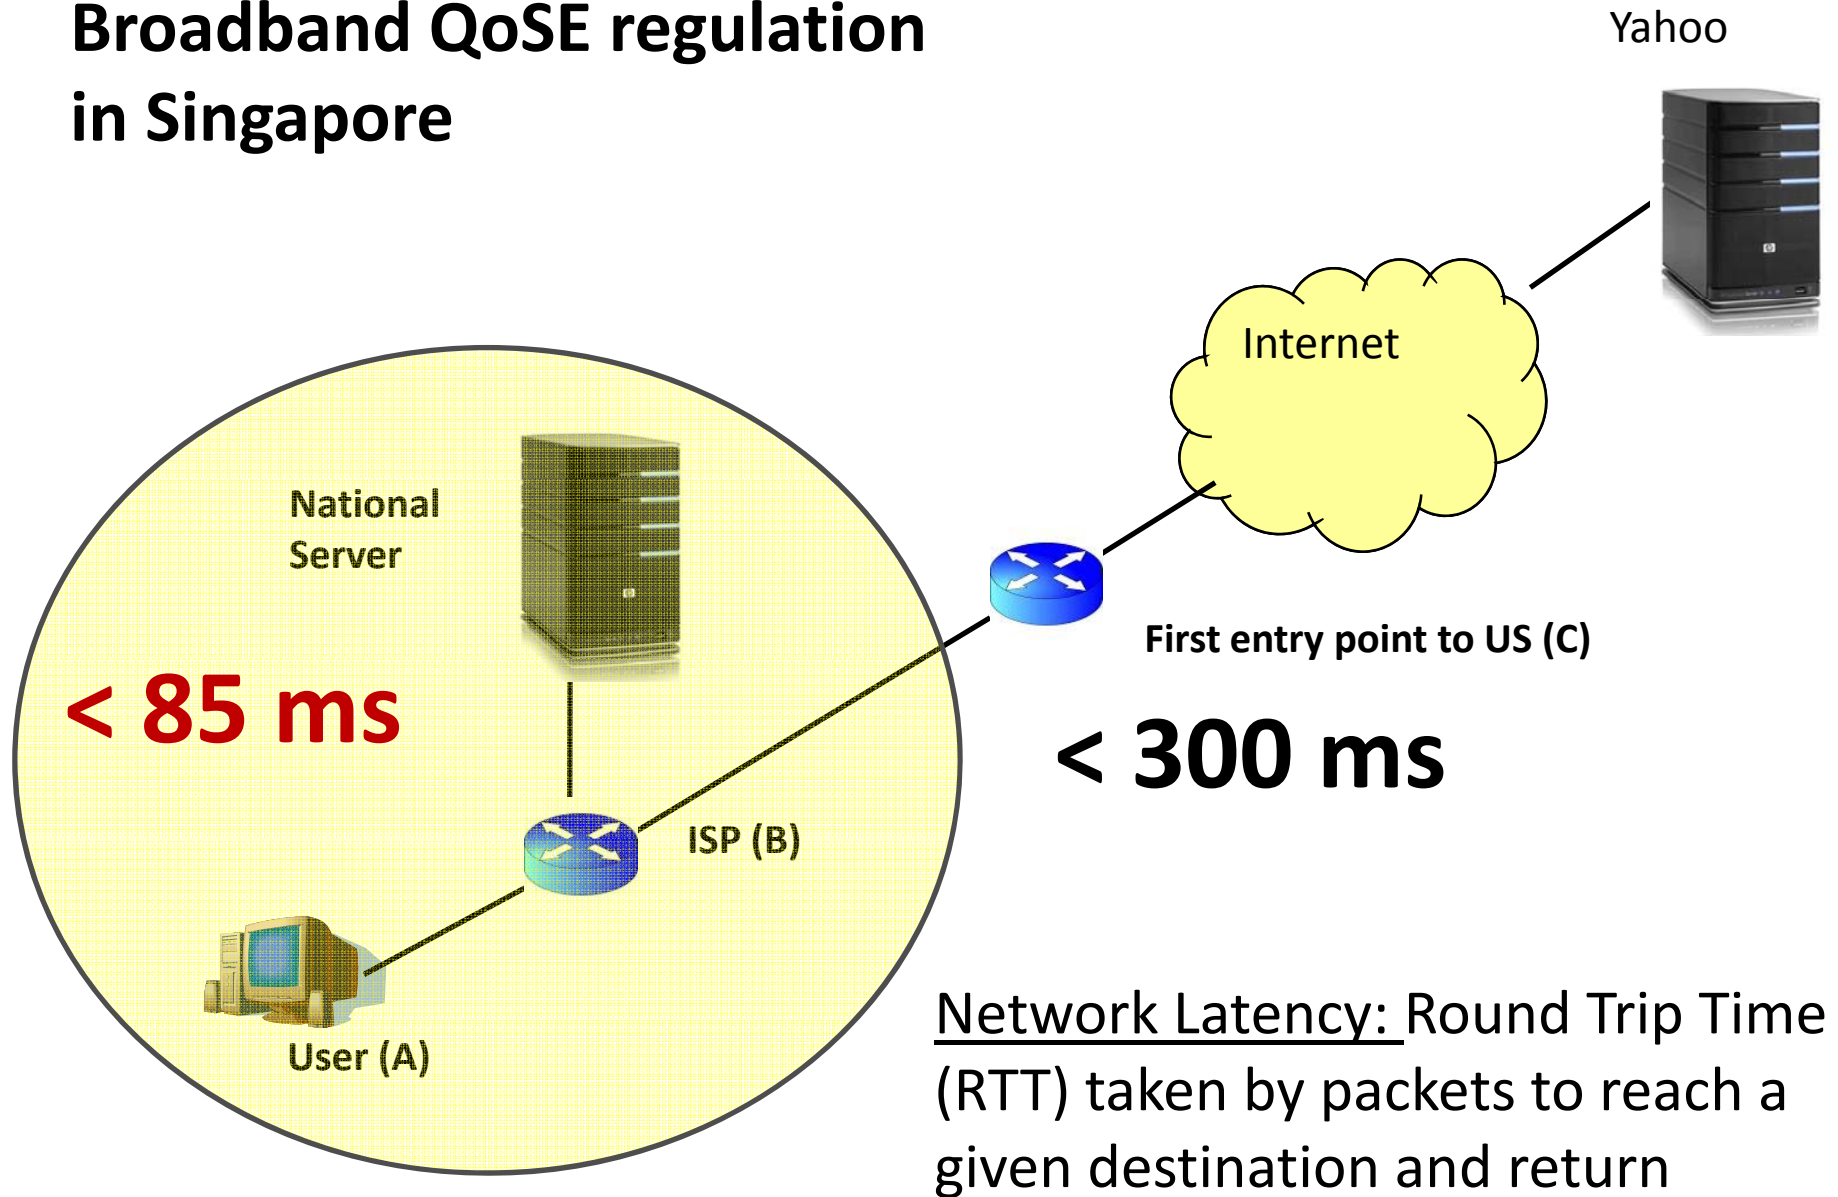 Broadband QoSE regulation
in Singapore
Yahoo
Internet
National
Server
First entry point to US (C)
< 85 ms
< 300 ms
ISP (B)
User (A)
Network Latency: Round Trip Time
(RTT) taken by packets to reach a
given destination and return